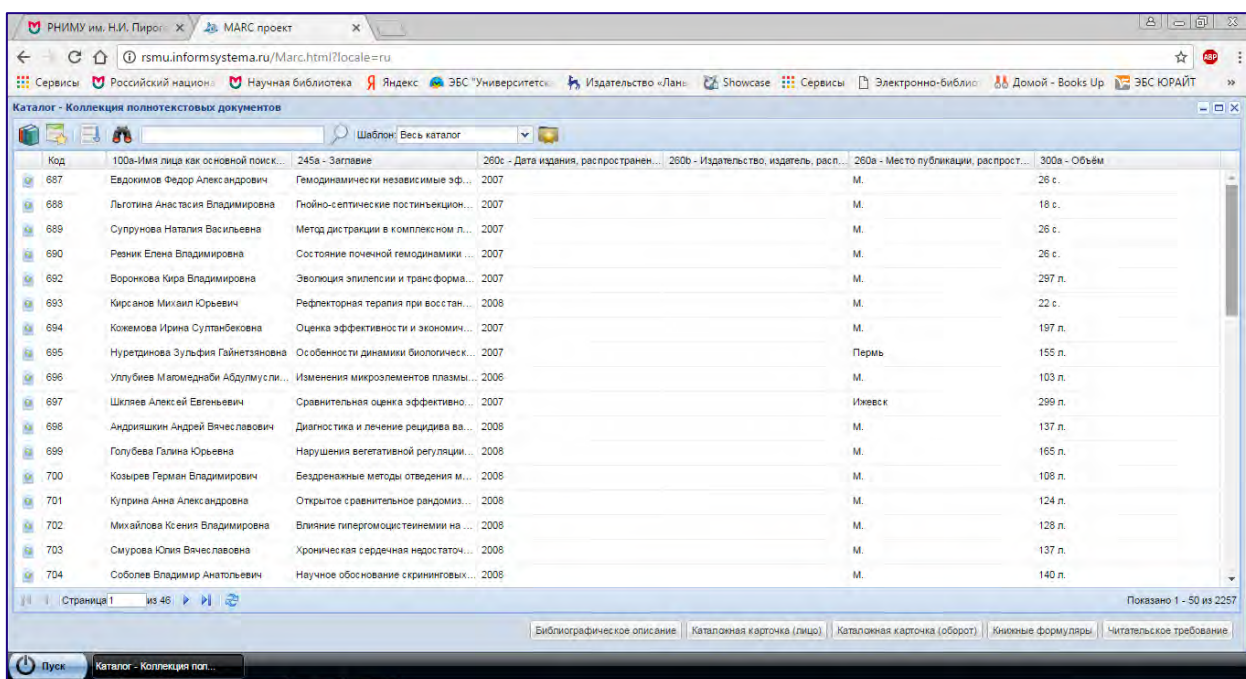 РНИМУ им. Н.И. Пирог MARC проект
rsmu.informsystema.ru/Marc.html?locale=ru ABP
Сервисы Российский национ Научная библиотека Яндекс ЭБС "Университетск Издательство «Лань Showcase Сервисы Электронно-библио Домой - Books Up ЭБС ЮРАЙТ »
Каталог - Коллекция полнотекстовых документов
Шаблон: Весь каталог
Код 100a-Имя лица как основной поиск... 245a - Заглавие 260c - Дата издания, распространен... 260b - Издательство, издатель, расп... 260a - Место публикации, распрост... 300a - Объём
687 Евдокимов Федор Александрович Гемодинамически независимые эф... 2007 М. 26 с.
688 Льготина Анастасия Владимировна Гнойно-септические постинъекцион... 2007 М. 18 с.
689 Супрунова Наталия Васильевна Метод дистракции в комплексном л... 2007 М. 26 с.
690 Резник Елена Владимировна Состояние почечной гемодинамики ... 2007 М. 26 с.
692 Воронкова Кира Владимировна Эволюция эпилепсии и трансформа... 2007 М. 297 л.
693 Кирсанов Михаил Юрьевич Рефлекторная терапия при восстан... 2008 М. 22 с.
694 Кожемова Ирина Султанбековна Оценка эффективности и экономич... 2007 М. 197 л.
695 Нуретдинова Зульфия Гайнетзяновна Особенности динамики биологическ... 2007 Пермь 155 л.
696 Уллубиев Магомеднаби Абдулмусли... Изменения микроэлементов плазмы... 2006 М. 103 л.
697 Шкляев Алексей Евгеньевич Сравнительная оценка эффективно... 2007 Ижевск 299 л.
698 Андрияшкин Андрей Вячеславович Диагностика и лечение рецидива ва... 2008 М. 137 л.
699 Голубева Галина Юрьевна Нарушения вегетативной регуляции... 2008 М. 165 л.
700 Козырев Герман Владимирович Бездренажные методы отведения м... 2008 М. 108 л.
701 Куприна Анна Александровна Открытое сравнительное рандомиз... 2008 М. 124 л.
702 Михайлова Ксения Владимировна Влияние гипергомоцистеинемии на ... 2008 М. 128 л.
703 Смурова Юлия Вячеславовна Хроническая сердечная недостаточ... 2008 М. 137 л.
704 Соболев Владимир Анатольевич Научное обоснование скрининговых... 2008 М. 140 л.
Страница 1 из 46 Показано 1 - 50 из 2257
Библиографическое описание Каталожная карточка (лицо) Каталожная карточка (оборот) Книжные формуляры Читательское требование
Пуск Каталог - Коллекция пол...